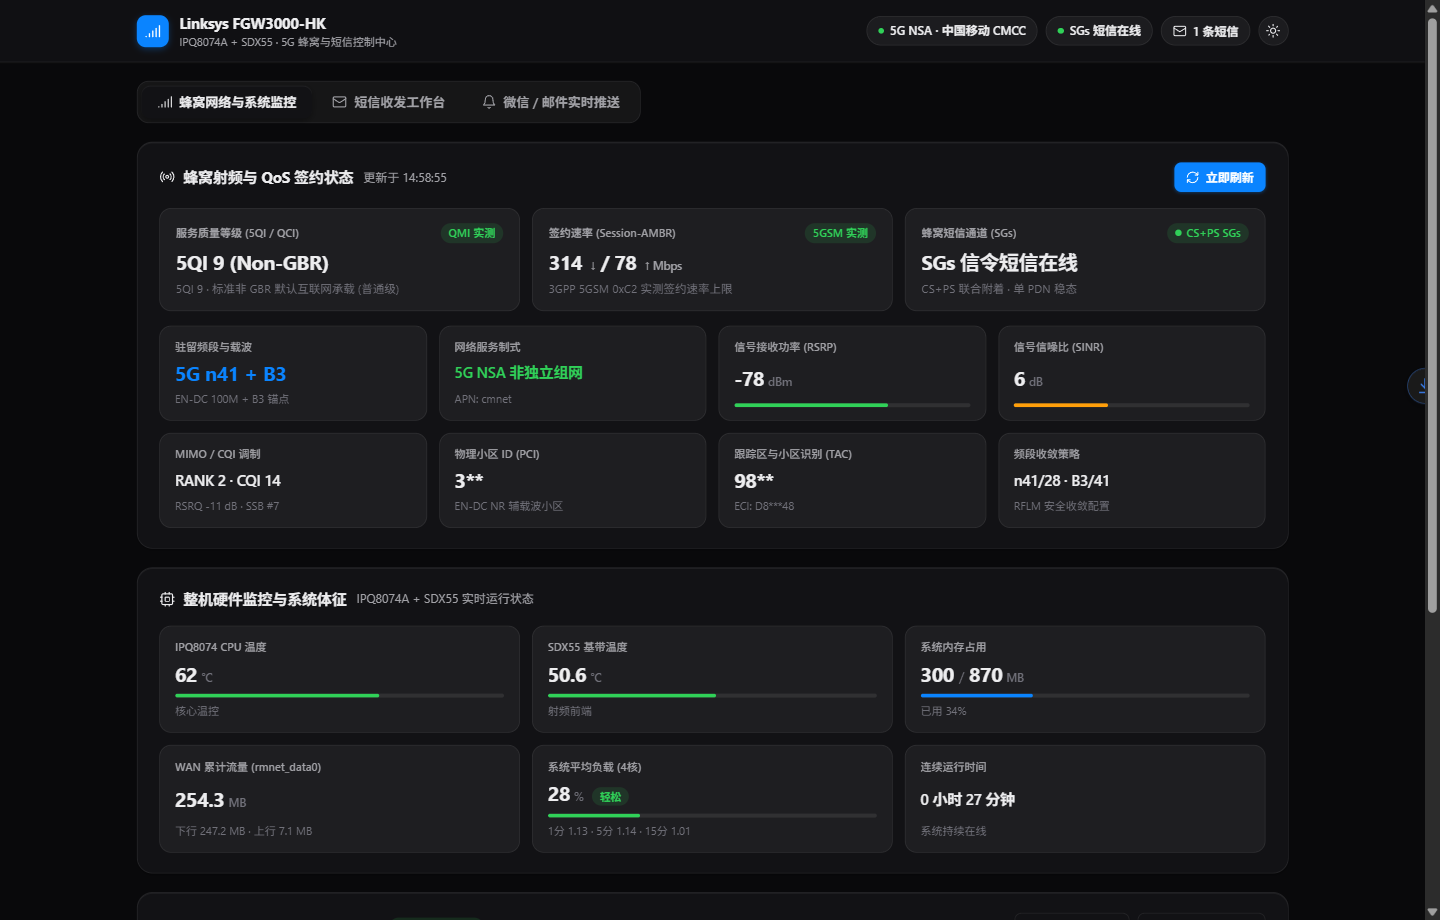 Linksys FGW3000-HK
IPQ8074A + SDX55 · 5G 蜂窝与短信控制中心
5G NSA · 中国移动 CMCC
SGs 短信在线
1 条短信
蜂窝网络与系统监控
短信收发工作台
微信 / 邮件实时推送
蜂窝射频与 QoS 签约状态 更新于 14:58:55
立即刷新
服务质量等级 (5QI / QCI)
QMI 实测
5QI 9 (Non-GBR)
5QI 9 · 标准非 GBR 默认互联网承载 (普通级)
签约速率 (Session-AMBR)
5GSM 实测
314 ↓ / 78 ↑ Mbps
3GPP 5GSM 0xC2 实测签约速率上限
蜂窝短信通道 (SGs)
CS+PS SGs
SGs 信令短信在线
CS+PS 联合附着 · 单 PDN 稳态
驻留频段与载波
5G n41 + B3
EN-DC 100M + B3 锚点
网络服务制式
5G NSA 非独立组网
APN: cmnet
信号接收功率 (RSRP)
-78 dBm
信号信噪比 (SINR)
6 dB
MIMO / CQI 调制
RANK 2 · CQI 14
RSRQ -11 dB · SSB #7
物理小区 ID (PCI)
3**
EN-DC NR 辅载波小区
跟踪区与小区识别 (TAC)
98**
ECI: D8***48
频段收敛策略
n41/28 · B3/41
RFLM 安全收敛配置
整机硬件监控与系统体征 IPQ8074A + SDX55 实时运行状态
IPQ8074 CPU 温度
62 °C
核心温控
SDX55 基带温度
50.6 °C
射频前端
系统内存占用
300 / 870 MB
已用 34%
WAN 累计流量 (rmnet_data0)
254.3 MB
下行 247.2 MB · 上行 7.1 MB
系统平均负载 (4核)
28 % 轻松
1分 1.13 · 5分 1.14 · 15分 1.01
连续运行时间
0 小时 27 分钟
系统持续在线